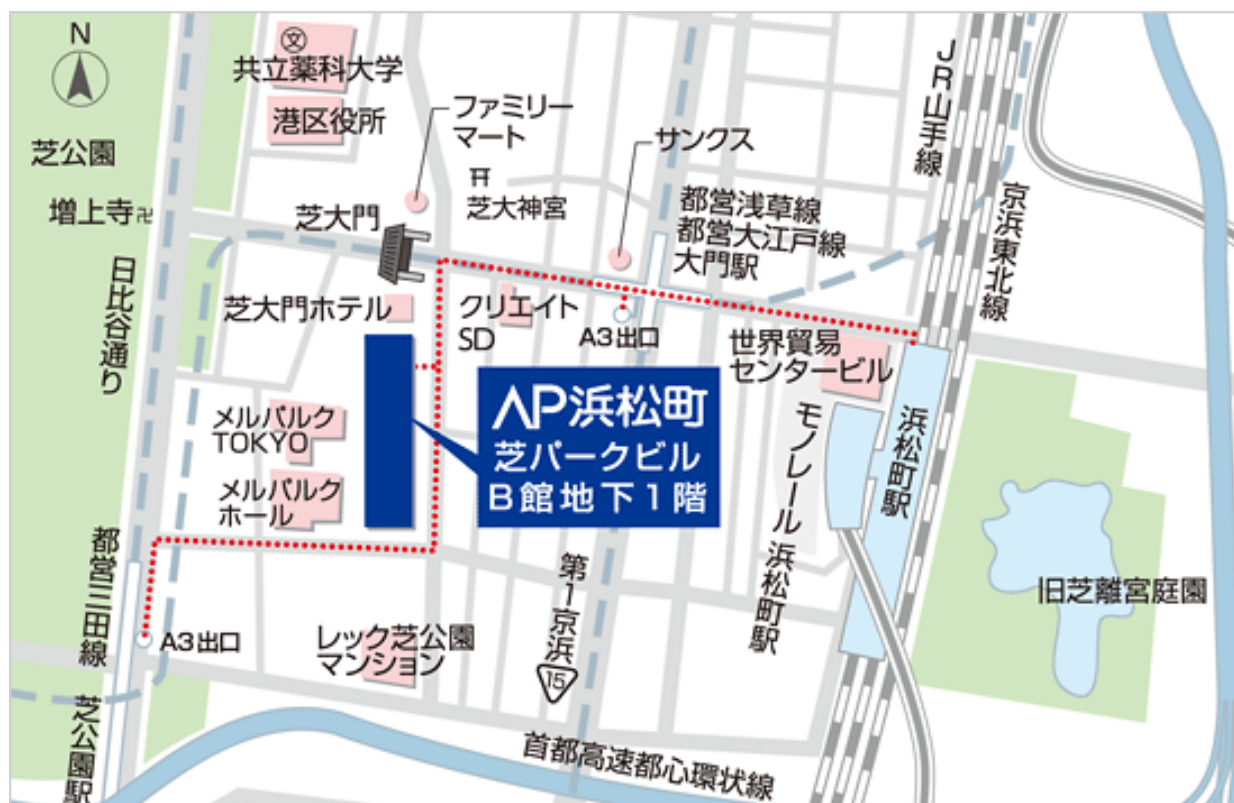 N
文
共立薬科大学
港区役所
ファミリー
マート
サンクス
JR山手線
京浜東北線
芝公園
増上寺卍
芝大門
芝大神宮
都営浅草線
都営大江戸線
大門駅
日比谷通り
芝大門ホテル
クリエイト
SD
A3出口
世界貿易
センタービル
AP浜松町
芝パークビル
B館地下1階
メルパルク
TOKYO
メルパルク
ホール
モノレール 浜松町駅
浜松町駅
旧芝離宮庭園
都営三田線
芝公園駅
A3出口
レック芝公園
マンション
第1京浜
15
首都高速都心環状線